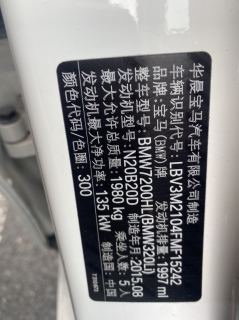 华晨宝马汽车有限公司制造
车辆识别代号:LBV3M2104FMF15242
品牌:宝马(BMW)牌 制造国:中国
整车型号:BMW7200HL(BMW320Li)
发动机型号:N20B20D 制造年月:2015.08
最大允许总质量:1980 kg 乘坐人数:5人
发动机最大净功率:135 kW 发动机排量:1997 ml
颜色代码/色圈:300